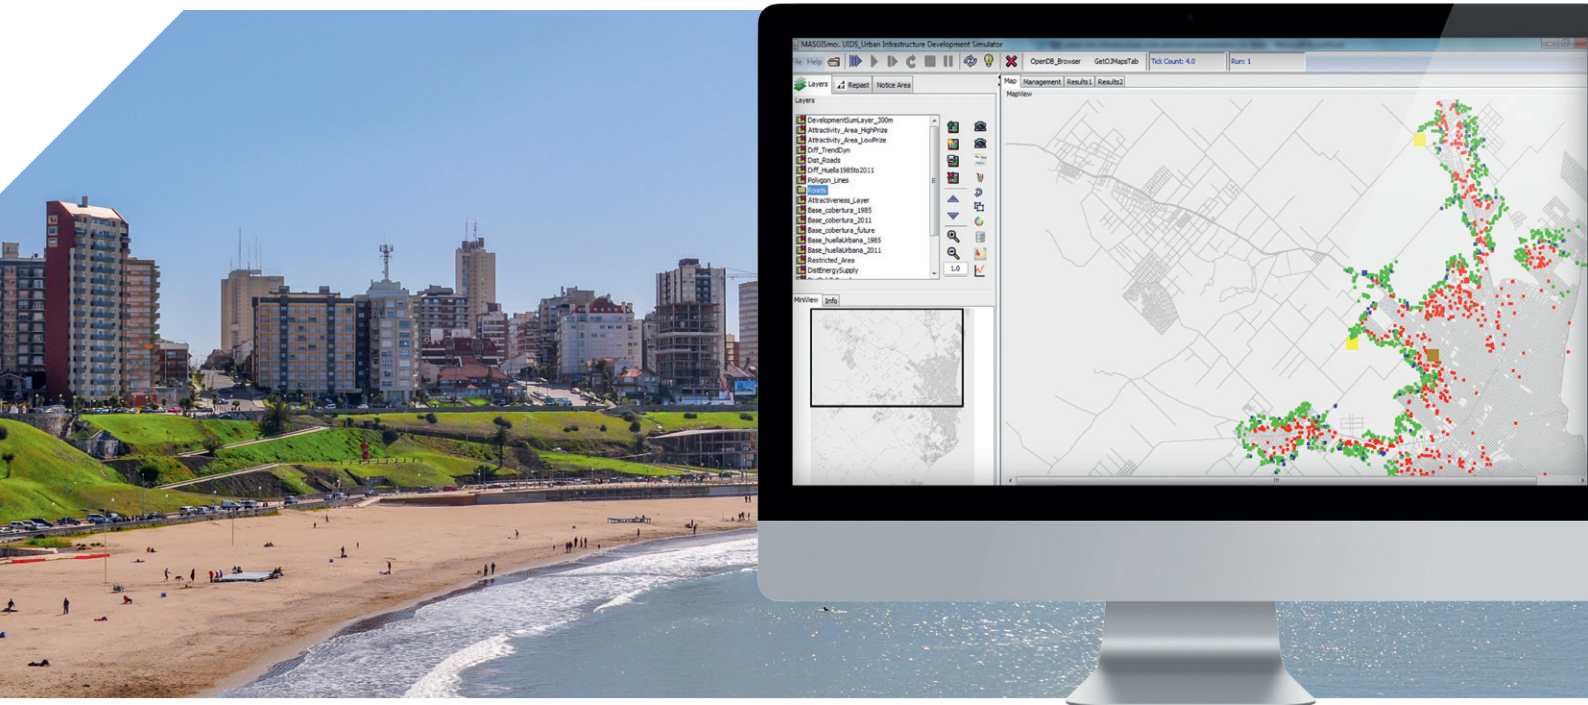 MASGISmo: UIDS_Urban Infrastructure Development Simulator
File Help OpenDB_Browser GetOJMapsTab Tick Count: 4.0 Run: 1
Layers Repast Notice Area
Map Management Results1 Results2
Layers
MapView
DevelopmentSumLayer_300m
Attractivity_Area_HighPrize
Attractivity_Area_LowPrize
Diff_TrendDyn
Dist_Roads
Diff_Huella1985to2011
Polygon_Lines
Roads
Attractiveness_Layer
Base_cobertura_1985
Base_cobertura_2011
Base_cobertura_future
Base_huellaUrbana_1985
Base_huellaUrbana_2011
Restricted_Area
DistEnergySupply
1.0
MiniView Info